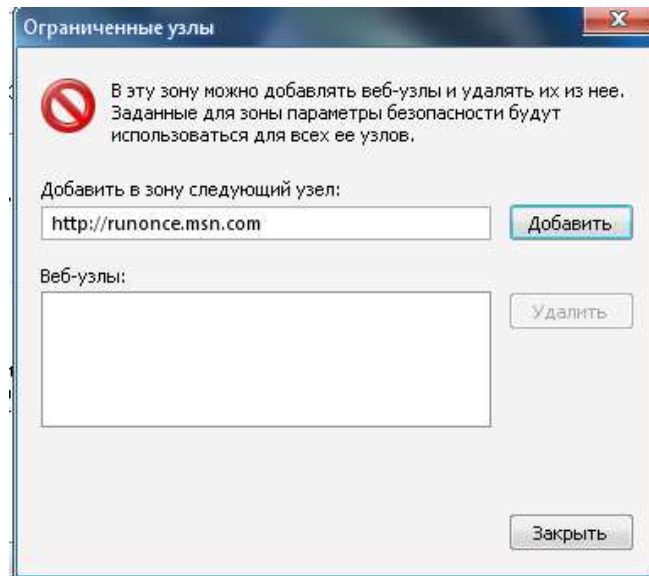 Ограниченные узлы
В эту зону можно добавлять веб-узлы и удалять их из нее.
Заданные для зоны параметры безопасности будут
использоваться для всех ее узлов.
Добавить в зону следующий узел:
http://runonce.msn.com
Добавить
Веб-узлы:
Удалить
Закрыть